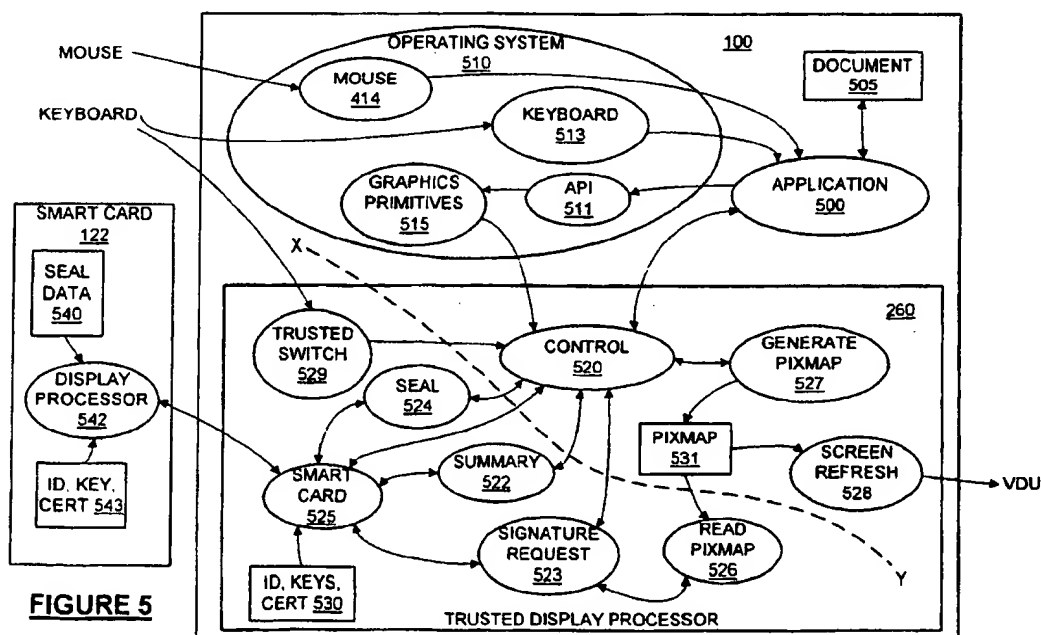 MOUSE
KEYBOARD
OPERATING SYSTEM
510
MOUSE
414
KEYBOARD
513
GRAPHICS
PRIMITIVES
515
API
511
100
DOCUMENT
505
APPLICATION
500
SMART CARD
122
SEAL
DATA
540
DISPLAY
PROCESSOR
542
ID, KEY,
CERT 543
X
260
TRUSTED
SWITCH
529
CONTROL
520
GENERATE
PIXMAP
527
SEAL
524
PIXMAP
531
SCREEN
REFRESH
528
VDU
SMART
CARD
525
SUMMARY
522
SIGNATURE
REQUEST
523
READ
PIXMAP
526
Y
ID, KEYS,
CERT 530
TRUSTED DISPLAY PROCESSOR
FIGURE 5